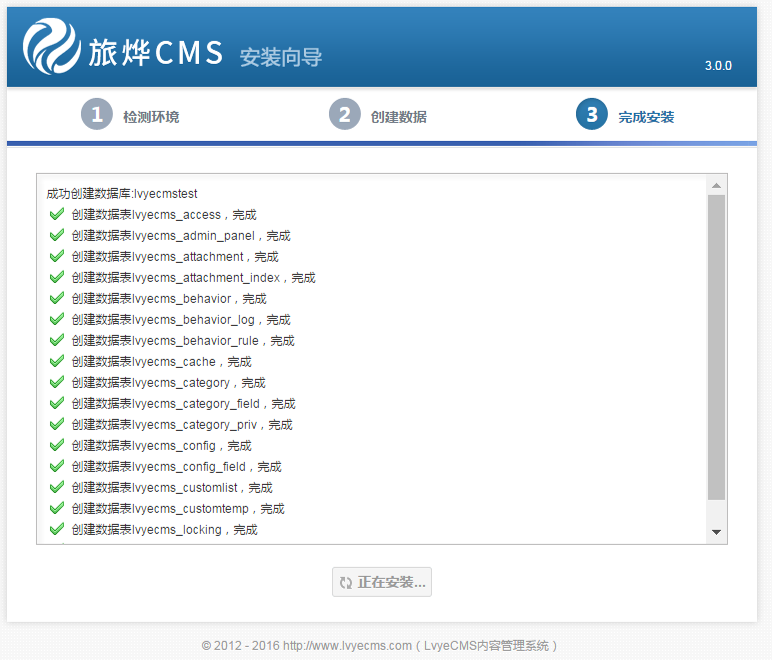 旅烨CMS 安装向导
3.0.0
1 检测环境 2 创建数据 3 完成安装
成功创建数据库:lvyecmstest
创建数据表lvyecms_access，完成
创建数据表lvyecms_admin_panel，完成
创建数据表lvyecms_attachment，完成
创建数据表lvyecms_attachment_index，完成
创建数据表lvyecms_behavior，完成
创建数据表lvyecms_behavior_log，完成
创建数据表lvyecms_behavior_rule，完成
创建数据表lvyecms_cache，完成
创建数据表lvyecms_category，完成
创建数据表lvyecms_category_field，完成
创建数据表lvyecms_category_priv，完成
创建数据表lvyecms_config，完成
创建数据表lvyecms_config_field，完成
创建数据表lvyecms_customlist，完成
创建数据表lvyecms_customtemp，完成
创建数据表lvyecms_locking，完成
正在安装...
© 2012 - 2016 http://www.lvyecms.com（LvyeCMS内容管理系统）